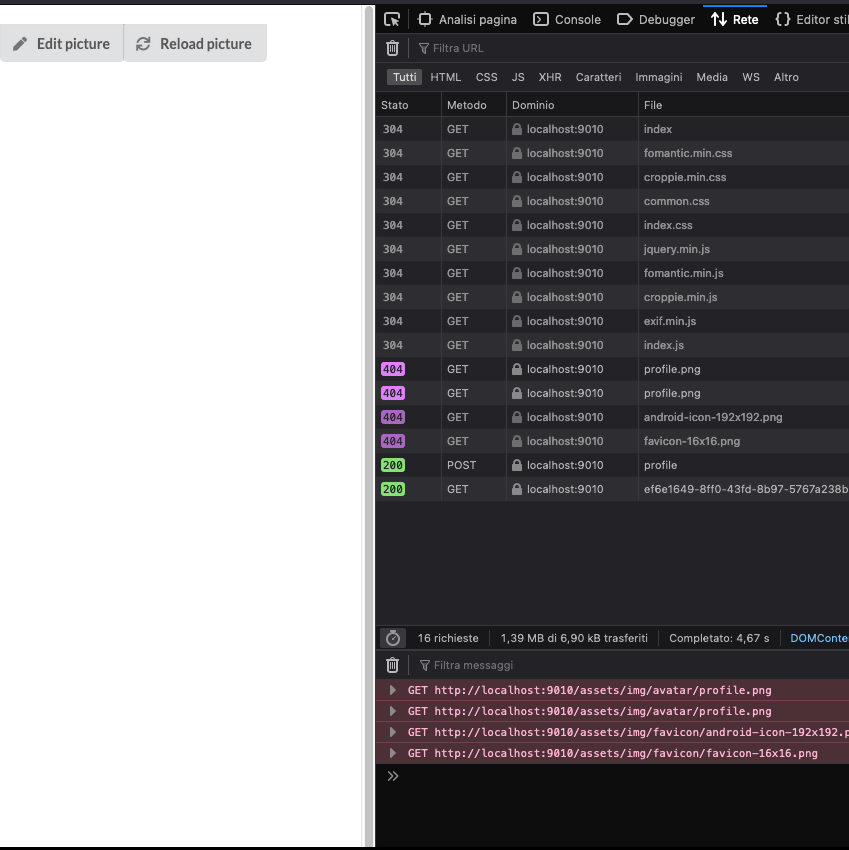 Edit picture Reload picture
Analisi pagina Console Debugger Rete Editor stil
Filtra URL
Tutti HTML CSS JS XHR Caratteri Immagini Media WS Altro
Stato Metodo Dominio File
304 GET localhost:9010 index
304 GET localhost:9010 fomantic.min.css
304 GET localhost:9010 croppie.min.css
304 GET localhost:9010 common.css
304 GET localhost:9010 index.css
304 GET localhost:9010 jquery.min.js
304 GET localhost:9010 fomantic.min.js
304 GET localhost:9010 croppie.min.js
304 GET localhost:9010 exif.min.js
304 GET localhost:9010 index.js
404 GET localhost:9010 profile.png
404 GET localhost:9010 profile.png
404 GET localhost:9010 android-icon-192x192.png
404 GET localhost:9010 favicon-16x16.png
200 POST localhost:9010 profile
200 GET localhost:9010 ef6e1649-8ff0-43fd-8b97-5767a238b
16 richieste 1,39 MB di 6,90 kB trasferiti Completato: 4,67 s DOMConte
Filtra messaggi
GET http://localhost:9010/assets/img/avatar/profile.png
GET http://localhost:9010/assets/img/avatar/profile.png
GET http://localhost:9010/assets/img/favicon/android-icon-192x192.p
GET http://localhost:9010/assets/img/favicon/favicon-16x16.png